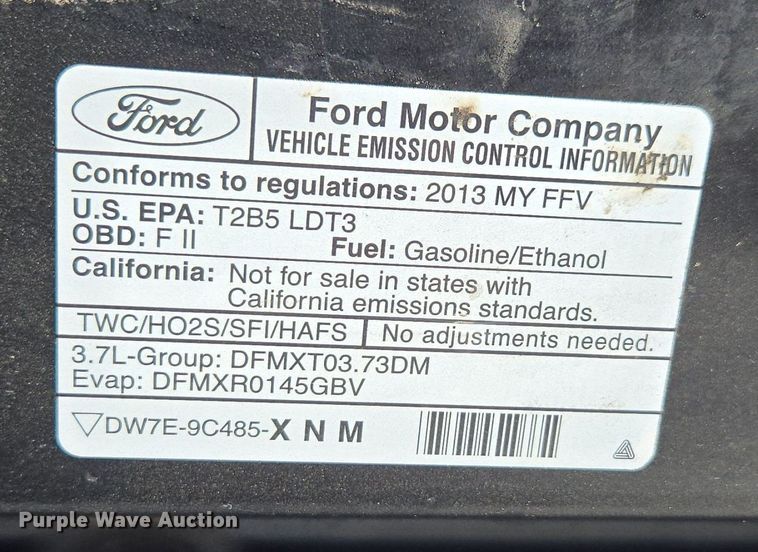 Ford
Ford Motor Company
VEHICLE EMISSION CONTROL INFORMATION
Conforms to regulations: 2013 MY FFV
U.S. EPA: T2B5 LDT3
OBD: F II Fuel: Gasoline/Ethanol
California: Not for sale in states with
California emissions standards.
TWC/HO2S/SFI/HAFS No adjustments needed.
3.7L-Group: DFMXT03.73DM
Evap: DFMXR0145GBV
▽DW7E-9C485-X N M
Purple Wave Auction